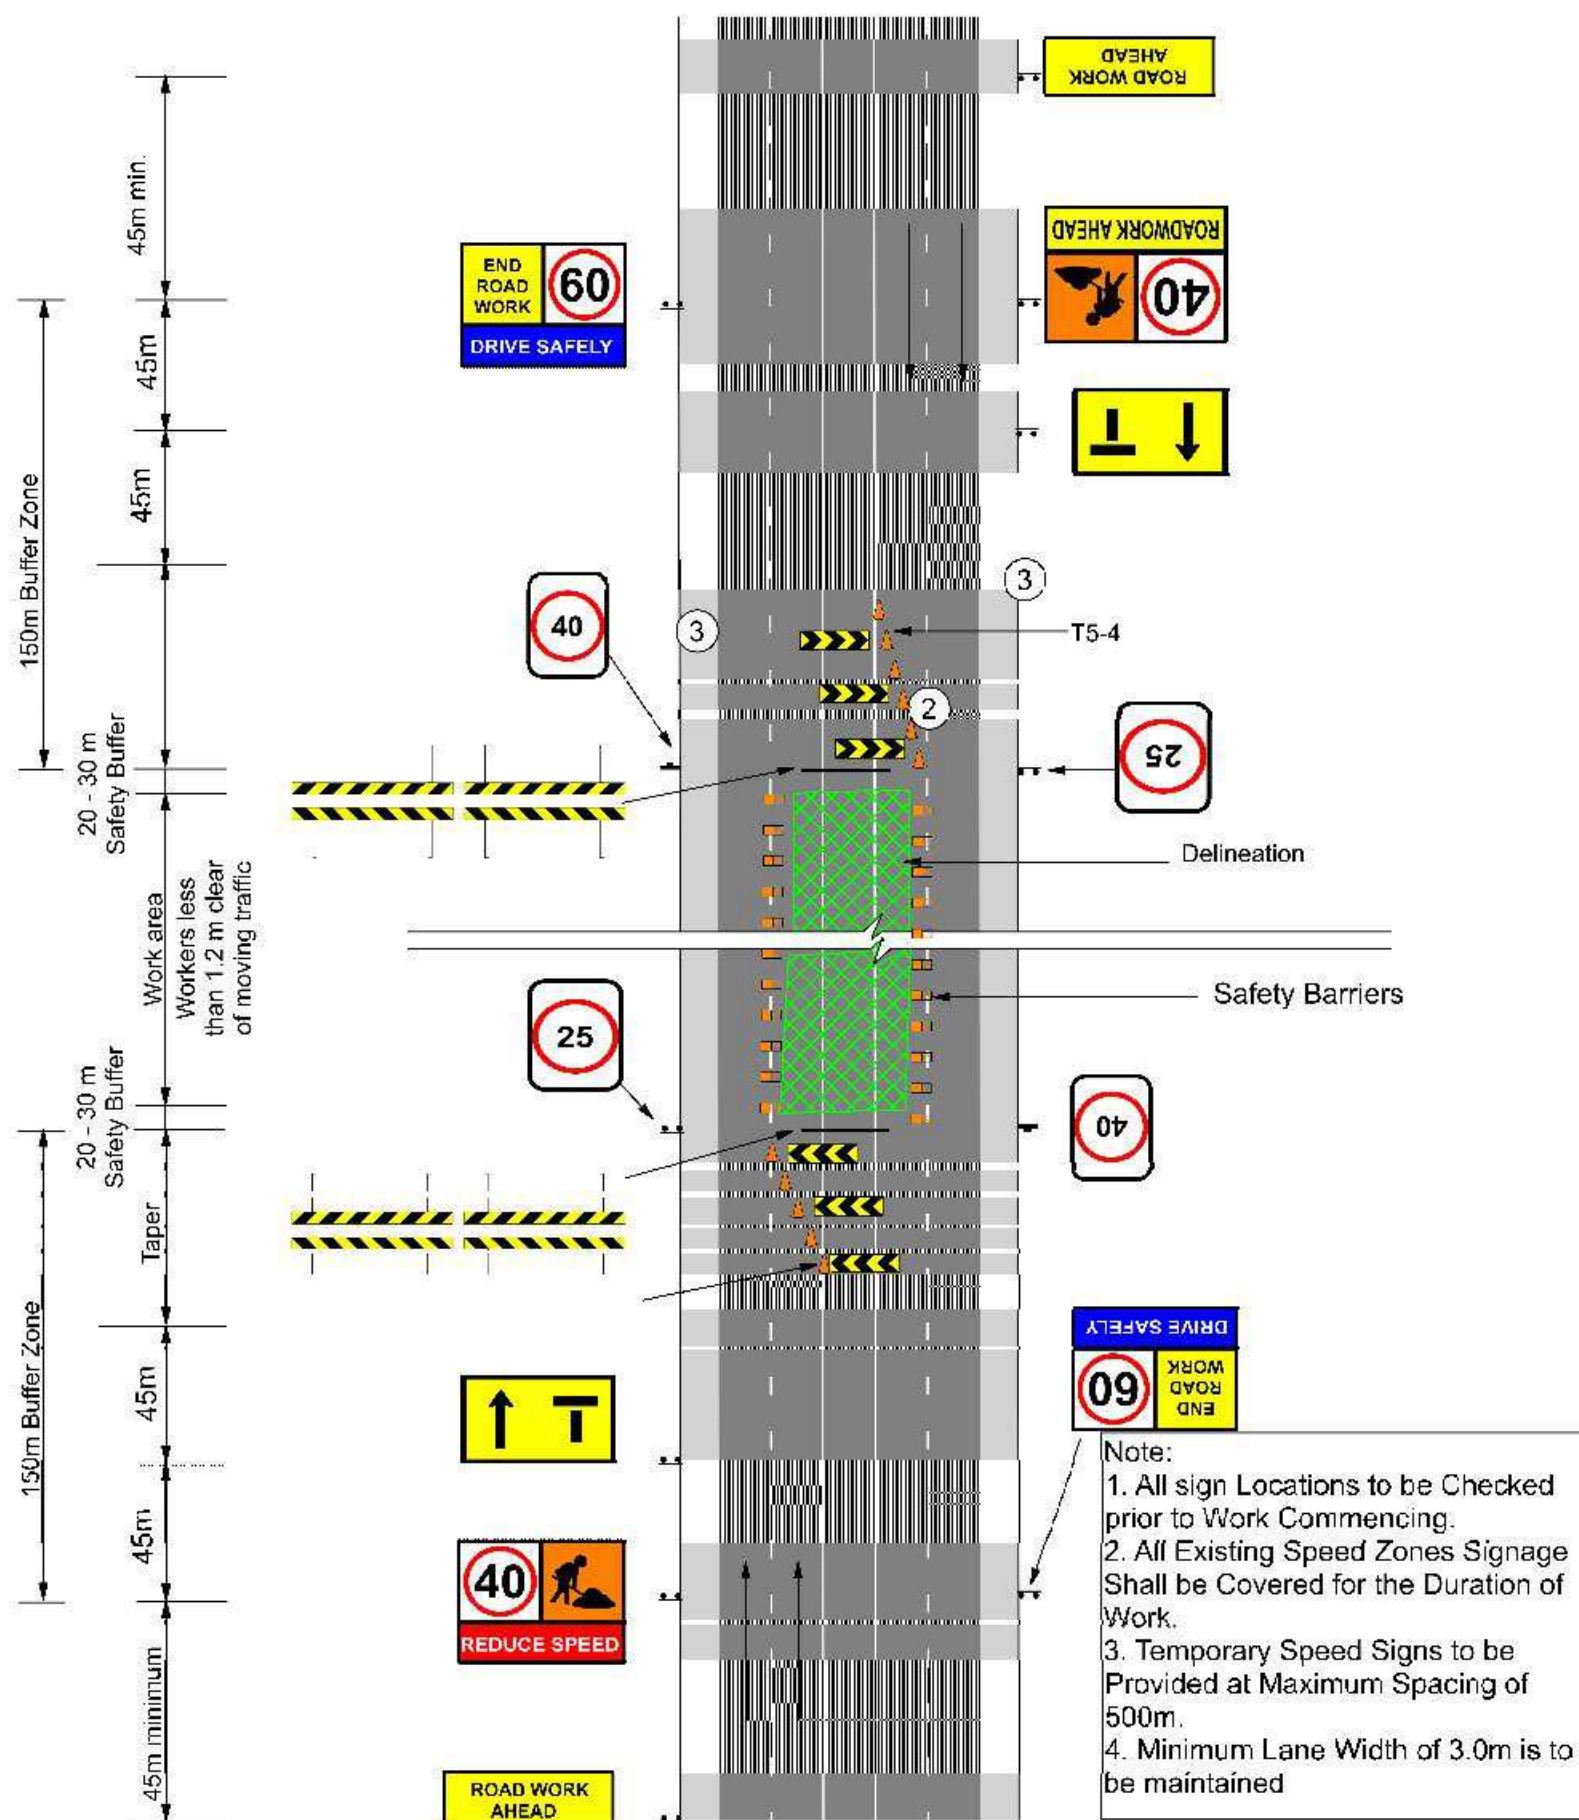 ROAD WORK
AHEAD
45m min.
ROADWORK AHEAD
40
END
ROAD
WORK
60
DRIVE SAFELY
45m
45m
150m Buffer Zone
40
3
3
T5-4
2
25
20 - 30 m
Safety Buffer
Delineation
Work area
Workers less
than 1.2 m clear
of moving traffic
Safety Barriers
25
40
20 - 30 m
Safety Buffer
Taper
150m Buffer Zone
45m
45m
DRIVE SAFELY
60
END
ROAD
WORK
40
REDUCE SPEED
45m minimum
ROAD WORK
AHEAD
Note:
1. All sign Locations to be Checked
prior to Work Commencing.
2. All Existing Speed Zones Signage
Shall be Covered for the Duration of
Work.
3. Temporary Speed Signs to be
Provided at Maximum Spacing of
500m.
4. Minimum Lane Width of 3.0m is to
be maintained